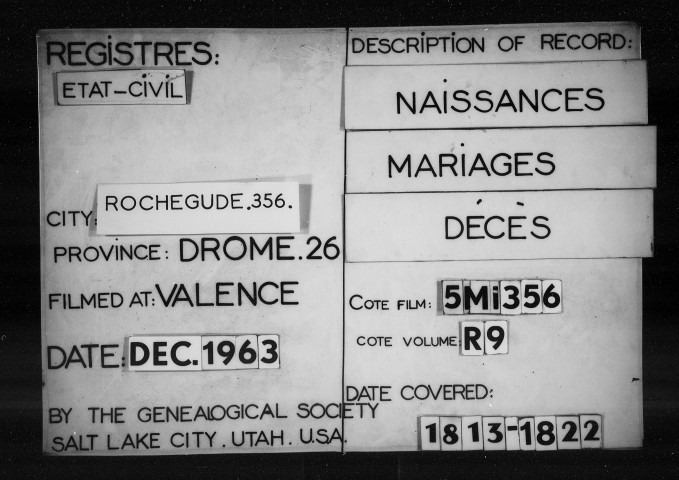 REGiSTRES:
ETAT-CiViL
CITY: ROCHEGUDE.356.
PROViNCE: DROME.26
FiLMED AT: VALENCE
DATE: DEC.1963
BY THE GENEALOGICAL SOCIETY
SALT LAKE CITY. UTAH. U.S.A.
DESCRiPTiON OF RECORD:
NAiSSANCES
MARiAGES
DÉCÈS
COTE FILM: 5Mi356
COTE VOLUME: R9
DATE COVERED:
1813-1822